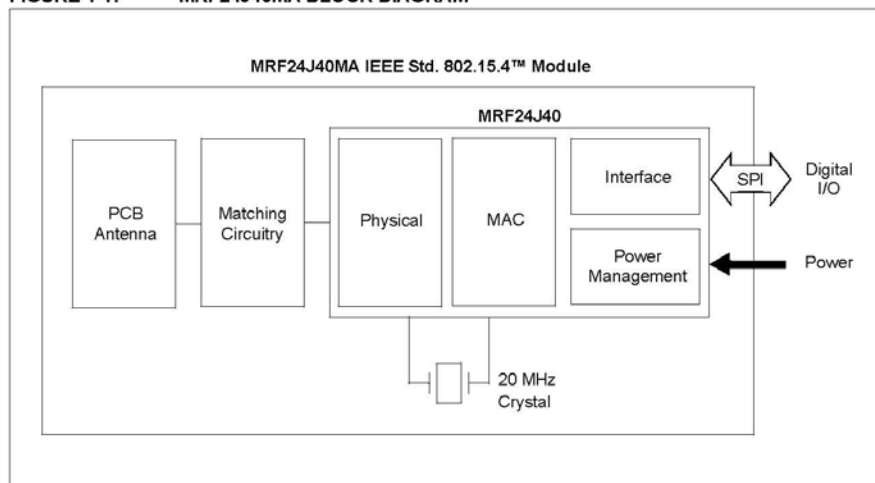 MRF24J40MA IEEE Std. 802.15.4™ Module
MRF24J40
PCB
Antenna
Matching
Circuitry
Physical
MAC
Interface
Power
Management
SPI
Digital
I/O
Power
20 MHz
Crystal